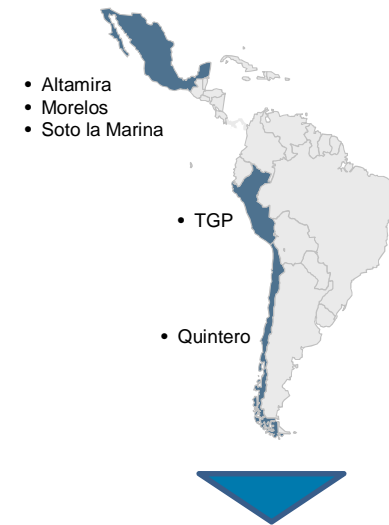 • Altamira
• Morelos
• Soto la Marina
• TGP
• Quintero